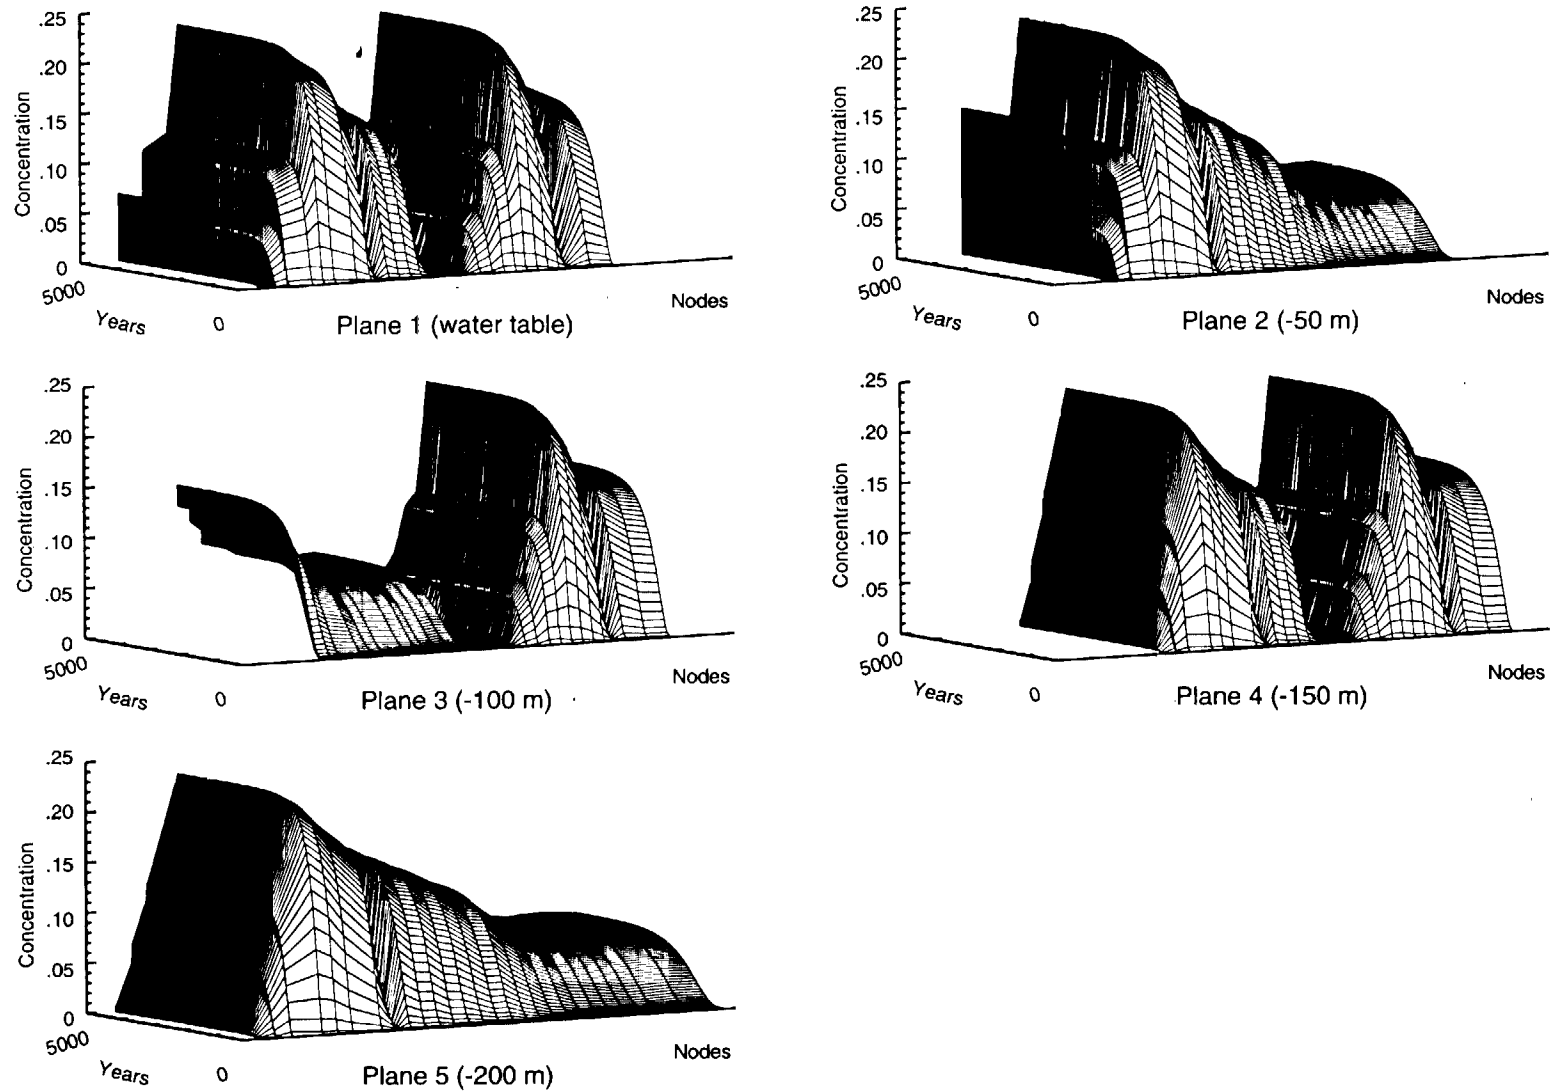 .25
.20
.15
.10
.05
0
Concentration
5000
Years
0
Nodes
Plane 1 (water table)
.25
.20
.15
.10
.05
0
Concentration
5000
Years
0
Nodes
Plane 2 (-50 m)
.25
.20
.15
.10
.05
0
Concentration
5000
Years
0
Nodes
Plane 3 (-100 m)
.25
.20
.15
.10
.05
0
Concentration
5000
Years
0
Nodes
Plane 4 (-150 m)
.25
.20
.15
.10
.05
0
Concentration
5000
Years
0
Nodes
Plane 5 (-200 m)